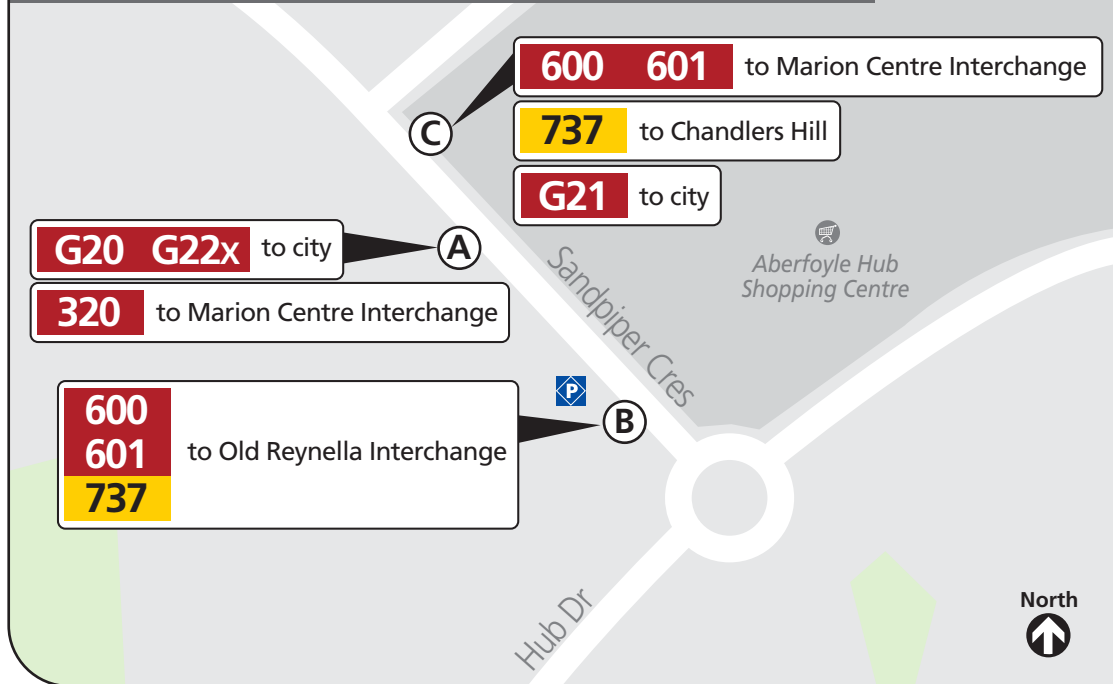 600 601 to Marion Centre Interchange
C
737 to Chandlers Hill
G21 to city
G20 G22x to city
A
320 to Marion Centre Interchange
Sandpiper Cres
Aberfoyle Hub
Shopping Centre
P
B
600
601
to Old Reynella Interchange
737
Hub Dr
North